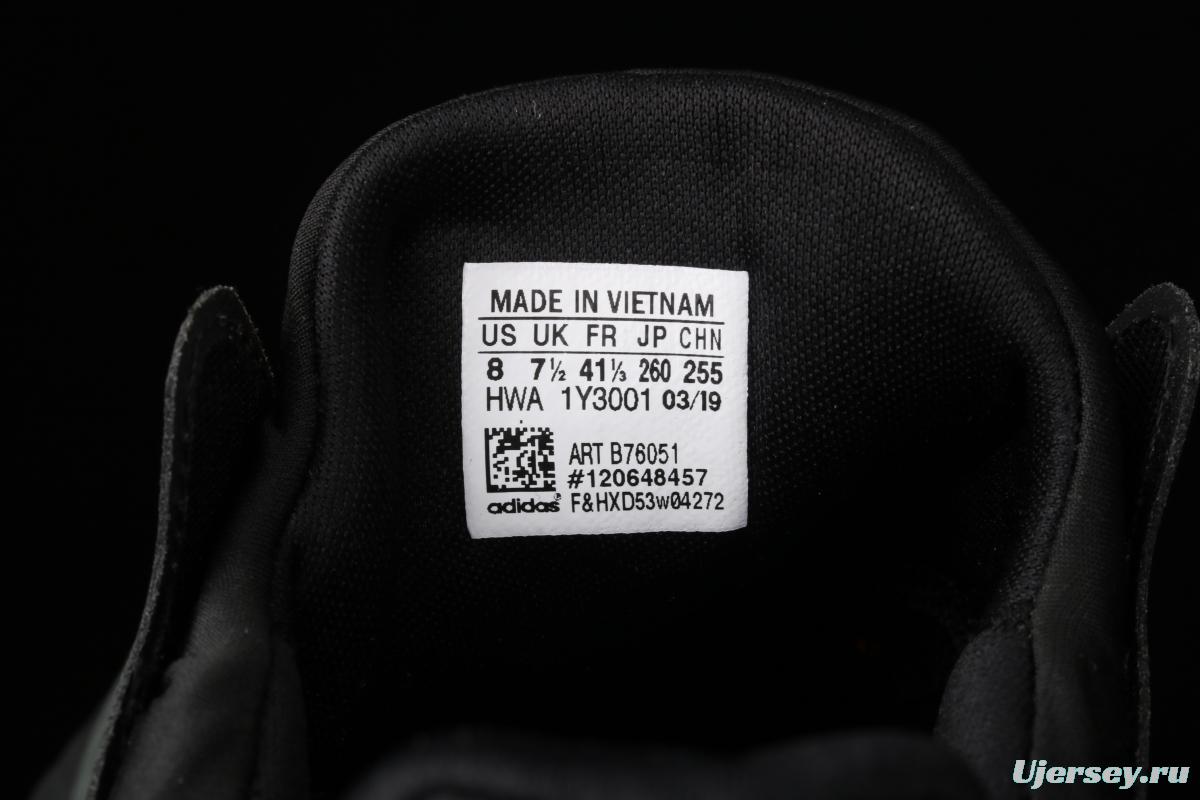 MADE IN VIETNAM
US UK FR JP CHN
8 7½ 41⅓ 260 255
HWA 1Y3001 03/19
ART B76051
#120648457
adidas® F&HXD53w04272
Ujersey.ru